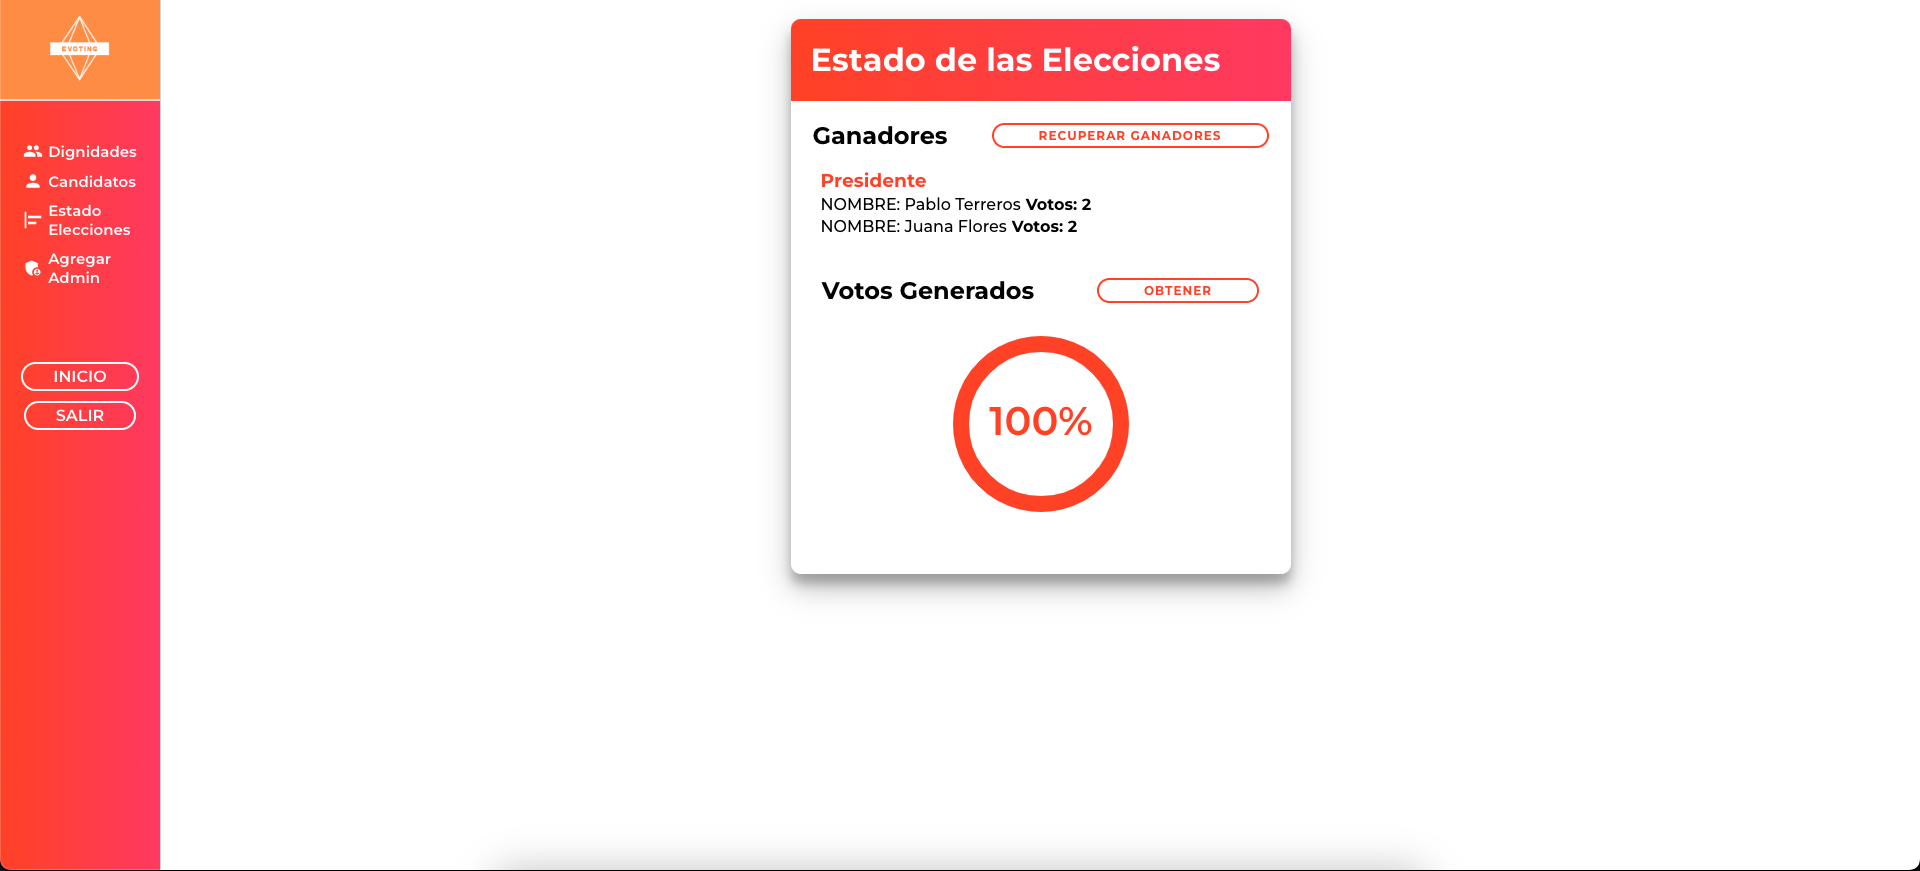 EVOTING
Dignidades
Candidatos
Estado
Elecciones
Agregar
Admin
INICIO
SALIR
Estado de las Elecciones
Ganadores
RECUPERAR GANADORES
Presidente
NOMBRE: Pablo Terreros Votos: 2
NOMBRE: Juana Flores Votos: 2
Votos Generados
OBTENER
100%